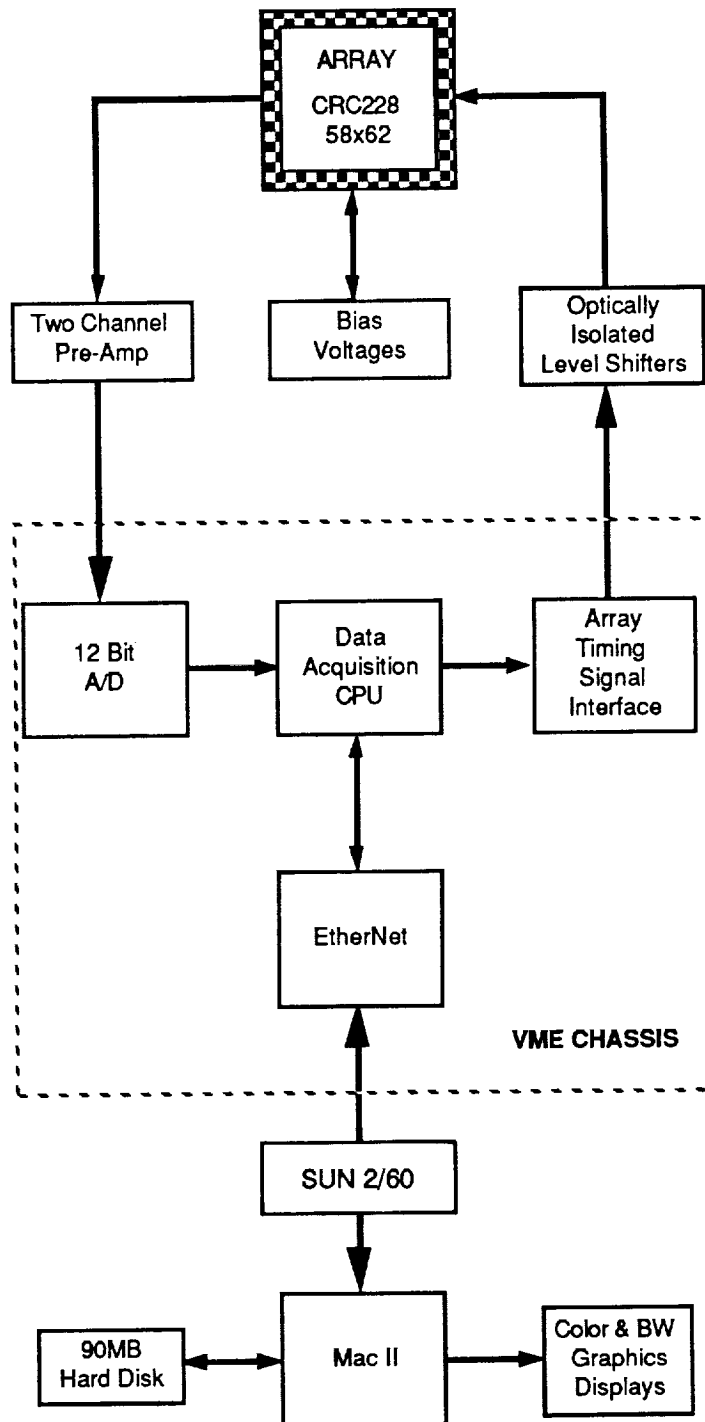 ARRAY
CRC228
58x62
Two Channel
Pre-Amp
Bias
Voltages
Optically
Isolated
Level Shifters
12 Bit
A/D
Data
Acquisition
CPU
Array
Timing
Signal
Interface
EtherNet
VME CHASSIS
SUN 2/60
90MB
Hard Disk
Mac II
Color & BW
Graphics
Displays